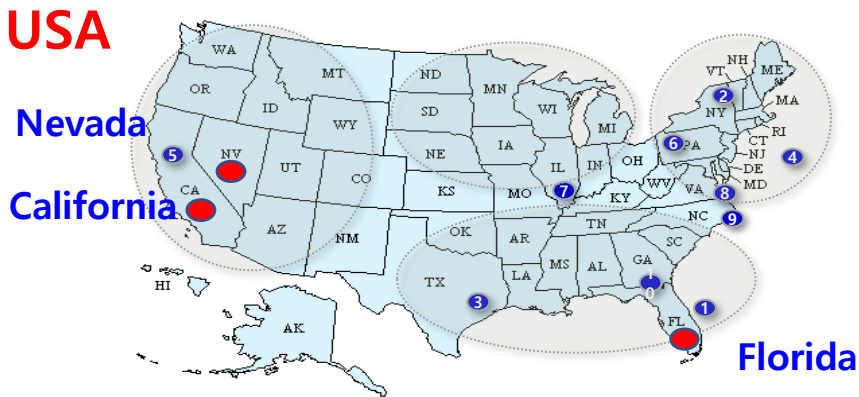 USA
Nevada
California
Florida
WA
OR
CA
NV
ID
MT
WY
UT
AZ
CO
NM
ND
SD
NE
KS
OK
TX
MN
IA
MO
AR
LA
WI
IL
MI
IN
OH
KY
TN
MS
AL
GA
FL
SC
NC
VA
WV
PA
NY
VT
NH
ME
MA
RI
CT
NJ
DE
MD
HI
AK
1
2
3
4
5
6
7
8
9
10